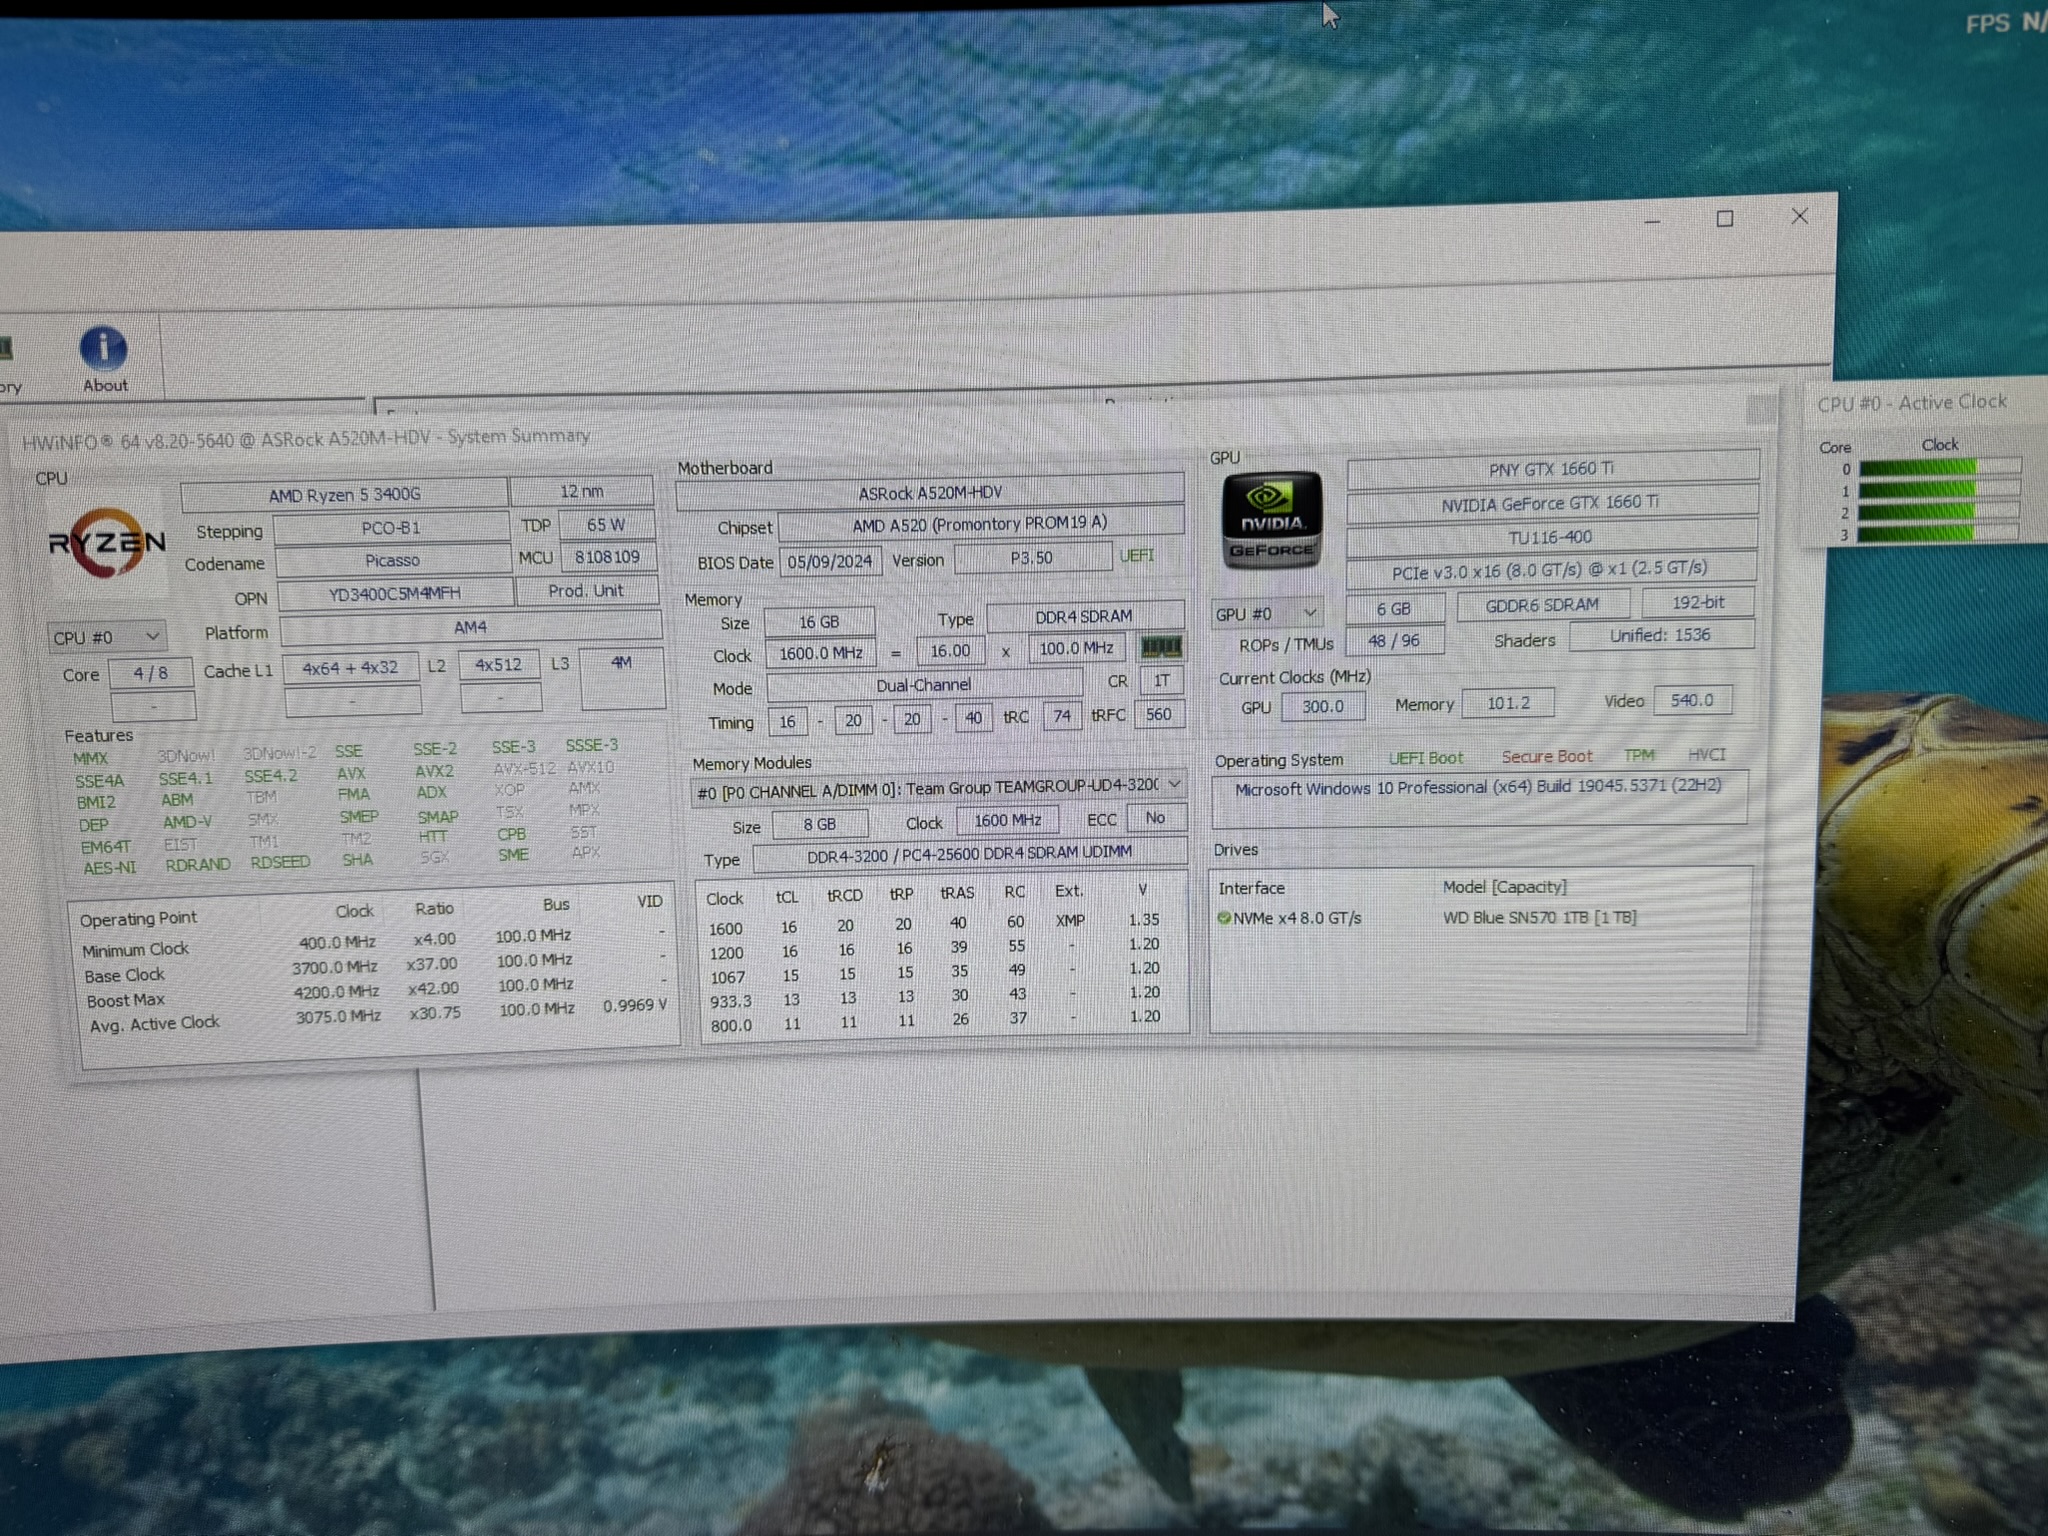 FPS N/
ory
About
HWiNFO® 64 v8.20-5640 @ ASRock A520M-HDV - System Summary
CPU
RYZEN
AMD Ryzen 5 3400G 12 nm
Stepping PCO-B1 TDP 65 W
Codename Picasso MCU 8108109
OPN YD3400C5M4MFH Prod. Unit
CPU #0 Platform AM4
Core 4 / 8 Cache L1 4x64 + 4x32 L2 4x512 L3 4M
- - -
Features
MMX 3DNow! 3DNow!-2 SSE SSE-2 SSE-3 SSSE-3
SSE4A SSE4.1 SSE4.2 AVX AVX2 AVX-512 AVX10
BMI2 ABM TBM FMA ADX XOP AMX
DEP AMD-V SMX SMEP SMAP TSX MPX
EM64T EIST TM1 TM2 HTT CPB SST
AES-NI RDRAND RDSEED SHA SGX SME APX
Operating Point Clock Ratio Bus VID
Minimum Clock 400.0 MHz x4.00 100.0 MHz -
Base Clock 3700.0 MHz x37.00 100.0 MHz -
Boost Max 4200.0 MHz x42.00 100.0 MHz -
Avg. Active Clock 3075.0 MHz x30.75 100.0 MHz 0.9969 V
Motherboard
ASRock A520M-HDV
Chipset AMD A520 (Promontory PROM19 A)
BIOS Date 05/09/2024 Version P3.50 UEFI
Memory
Size 16 GB Type DDR4 SDRAM
Clock 1600.0 MHz = 16.00 x 100.0 MHz
Mode Dual-Channel CR 1T
Timing 16 - 20 - 20 - 40 tRC 74 tRFC 560
Memory Modules
#0 [P0 CHANNEL A/DIMM 0]: Team Group TEAMGROUP-UD4-3200
Size 8 GB Clock 1600 MHz ECC No
Type DDR4-3200 / PC4-25600 DDR4 SDRAM UDIMM
Clock tCL tRCD tRP tRAS RC Ext. V
1600 16 20 20 40 60 XMP 1.35
1200 16 16 16 39 55 - 1.20
1067 15 15 15 35 49 - 1.20
933.3 13 13 13 30 43 - 1.20
800.0 11 11 11 26 37 - 1.20
GPU
NVIDIA.
GEFORCE
PNY GTX 1660 Ti
NVIDIA GeForce GTX 1660 Ti
TU116-400
PCIe v3.0 x16 (8.0 GT/s) @ x1 (2.5 GT/s)
GPU #0 6 GB GDDR6 SDRAM 192-bit
ROPs / TMUs 48 / 96 Shaders Unified: 1536
Current Clocks (MHz)
GPU 300.0 Memory 101.2 Video 540.0
Operating System UEFI Boot Secure Boot TPM HVCI
Microsoft Windows 10 Professional (x64) Build 19045.5371 (22H2)
Drives
Interface Model [Capacity]
NVMe x4 8.0 GT/s WD Blue SN570 1TB [1 TB]
CPU #0 - Active Clock
Core Clock
0
1
2
3